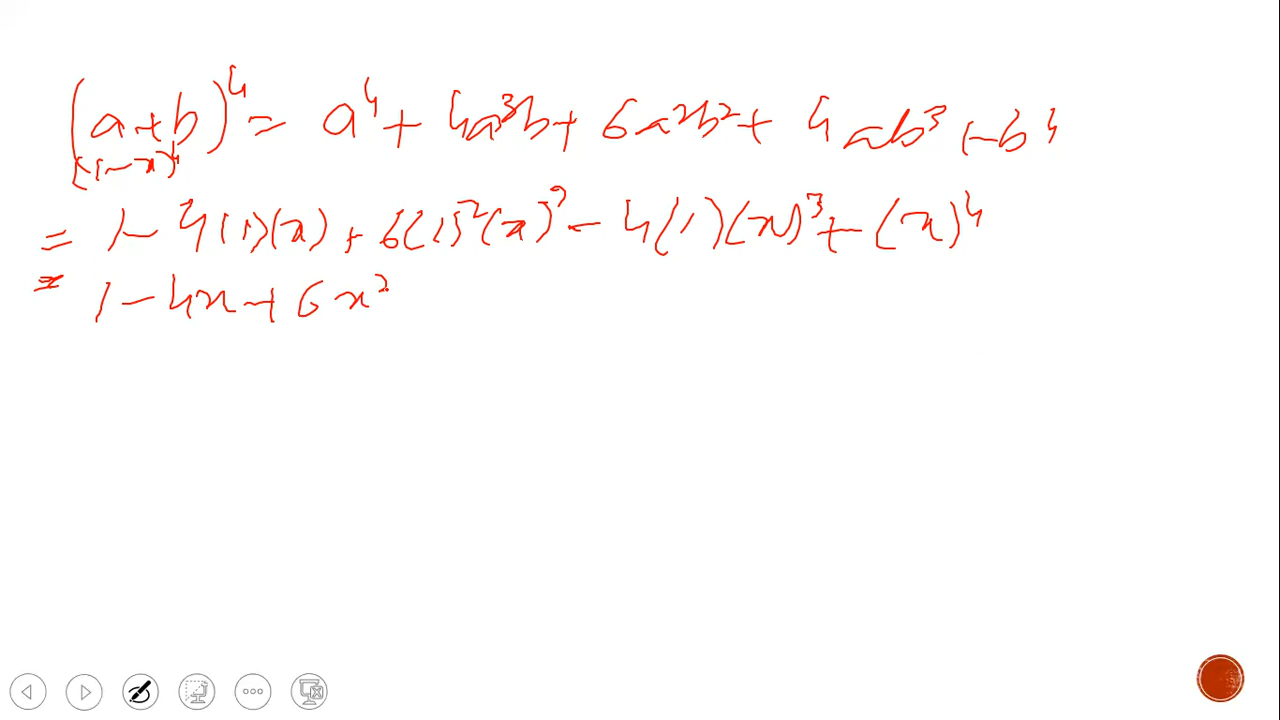 (a+b)⁴ = a⁴ + 4a³b + 6a²b² + 4ab³ + b⁴
(1-x)⁴
= 1 - 4(1)(x) + 6(1)²(x)² - 4(1)(x)³ + (x)⁴
= 1 - 4x + 6x²